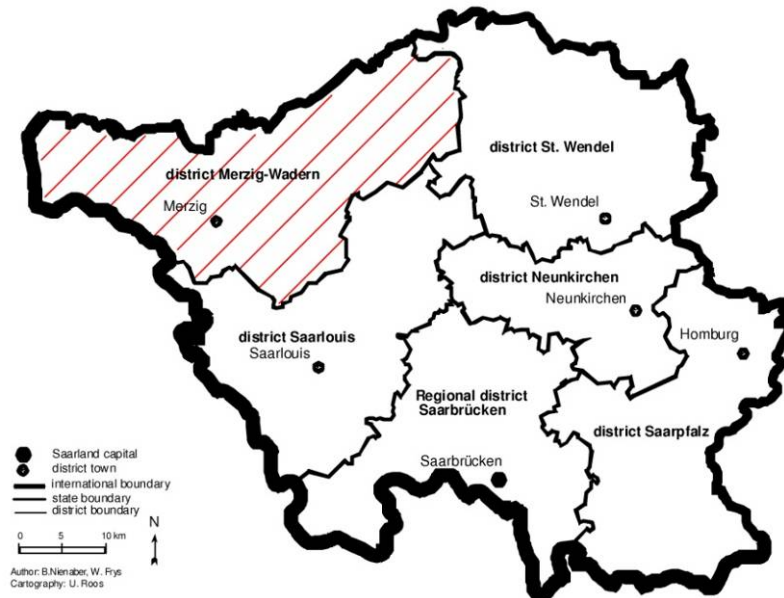 district St. Wendel
district Merzig-Wadern
St. Wendel
Merzig
district Neunkirchen
Neunkirchen
Homburg
district Saarlouis
Saarlouis
Regional district
Saarbrücken
district Saarpfalz
Saarbrücken
Saarland capital
district town
international boundary
state boundary
district boundary
N
0 5 10 km
Author: B.Nienaber, W. Frys
Cartography: U. Roos